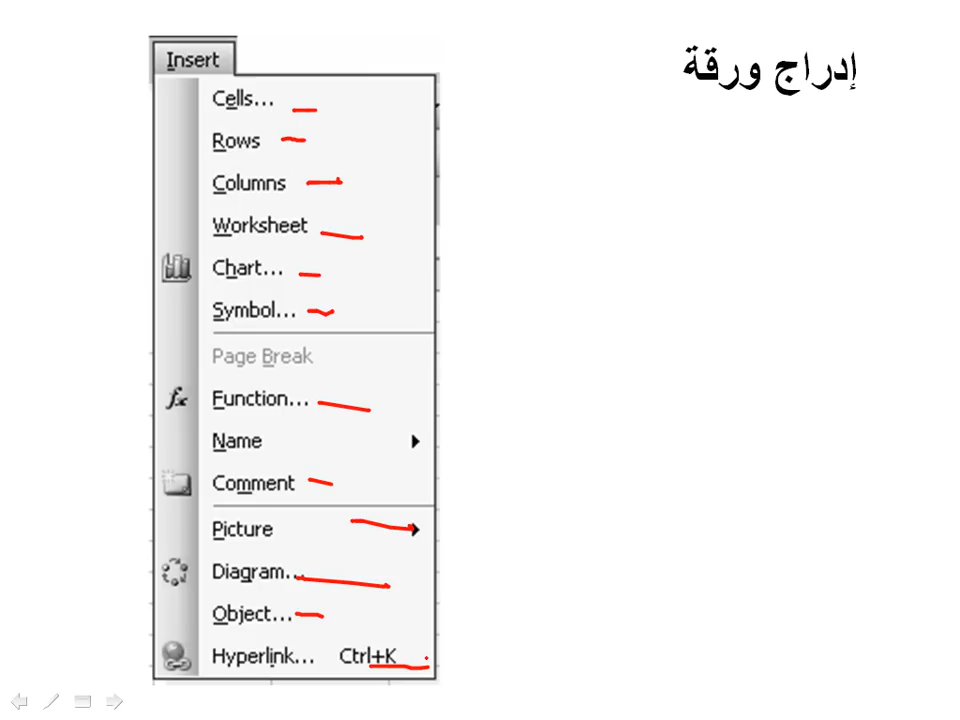 إدراج ورقة
Insert
Cells...
Rows
Columns
Worksheet
Chart...
Symbol...
Page Break
Function...
Name
Comment
Picture
Diagram...
Object...
Hyperlink... Ctrl+K